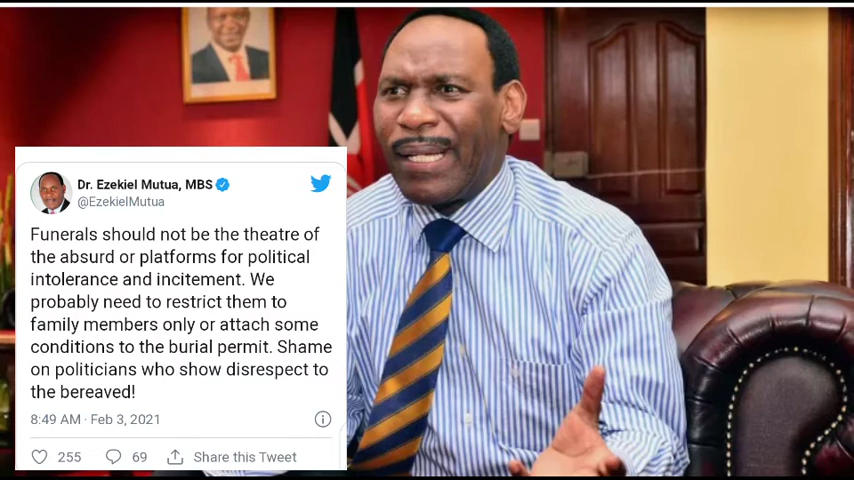 Dr. Ezekiel Mutua, MBS
@EzekielMutua
Funerals should not be the theatre of
the absurd or platforms for political
intolerance and incitement. We
probably need to restrict them to
family members only or attach some
conditions to the burial permit. Shame
on politicians who show disrespect to
the bereaved!
8:49 AM · Feb 3, 2021
255 69 Share this Tweet